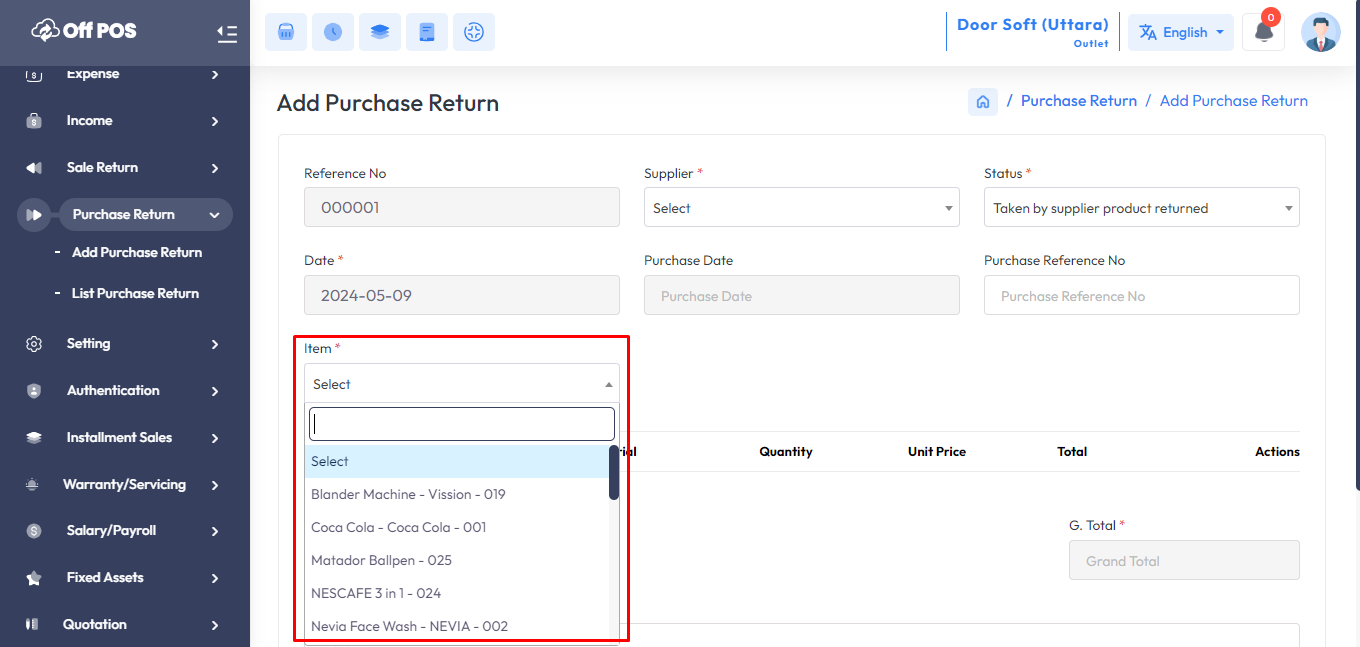 Off POS
0
Door Soft (Uttara)
Outlet
English
Expense
Income
Sale Return
Purchase Return
- Add Purchase Return
- List Purchase Return
Setting
Authentication
Installment Sales
Warranty/Servicing
Salary/Payroll
Fixed Assets
Quotation
Add Purchase Return
/ Purchase Return / Add Purchase Return
Reference No
000001
Supplier *
Select
Status *
Taken by supplier product returned
Date *
2024-05-09
Purchase Date
Purchase Date
Purchase Reference No
Purchase Reference No
Item *
Select
Select
Blander Machine - Vission - 019
Coca Cola - Coca Cola - 001
Matador Ballpen - 025
NESCAFE 3 in 1 - 024
Nevia Face Wash - NEVIA - 002
Quantity Unit Price Total Actions
G. Total *
Grand Total